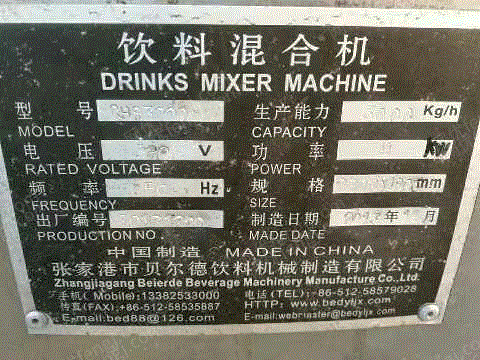 饮料混合机
DRINKS MIXER MACHINE
型 号 生产能力 Kg/h
MODEL CAPACITY
电 压 V 功 率 kw
RATED VOLTAGE POWER
频 率 Hz 规 格 mm
FREQUENCY SIZE
出厂编号 制造日期 年 月
PRODUCTION NO. MADE DATE
中国制造 MADE IN CHINA
张家港市贝尔德饮料机械制造有限公司
Zhangjiagang Beierde Beverage Machinery Manufacturing Co.,Ltd.
手机( Mobile): 13382533000 电话(TEL):+86-512-58579028
传真(FAX):+86-512-58535887 HTTP: www.bedyljx.com
E-mail:bed88@126.com E-mail:webmaster@bedyljx